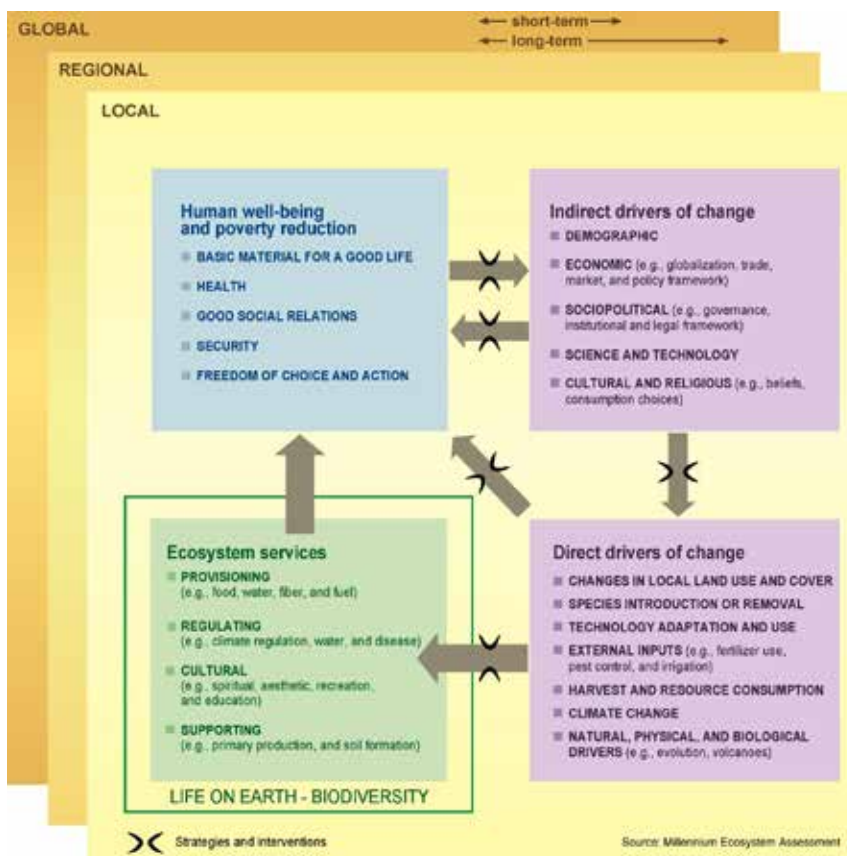 GLOBAL
short-term
long-term
REGIONAL
LOCAL
Human well-being
and poverty reduction
BASIC MATERIAL FOR A GOOD LIFE
HEALTH
GOOD SOCIAL RELATIONS
SECURITY
FREEDOM OF CHOICE AND ACTION
Indirect drivers of change
DEMOGRAPHIC
ECONOMIC (e.g., globalization, trade,
market, and policy framework)
SOCIOPOLITICAL (e.g., governance,
institutional and legal framework)
SCIENCE AND TECHNOLOGY
CULTURAL AND RELIGIOUS (e.g., beliefs,
consumption choices)
Ecosystem services
PROVISIONING
(e.g., food, water, fiber, and fuel)
REGULATING
(e.g., climate regulation, water, and disease)
CULTURAL
(e.g., spiritual, aesthetic, recreation,
and education)
SUPPORTING
(e.g., primary production, and soil formation)
LIFE ON EARTH - BIODIVERSITY
Direct drivers of change
CHANGES IN LOCAL LAND USE AND COVER
SPECIES INTRODUCTION OR REMOVAL
TECHNOLOGY ADAPTATION AND USE
EXTERNAL INPUTS (e.g., fertilizer use,
pest control, and irrigation)
HARVEST AND RESOURCE CONSUMPTION
CLIMATE CHANGE
NATURAL, PHYSICAL, AND BIOLOGICAL
DRIVERS (e.g., evolution, volcanoes)
Strategies and interventions
Source: Millennium Ecosystem Assessment